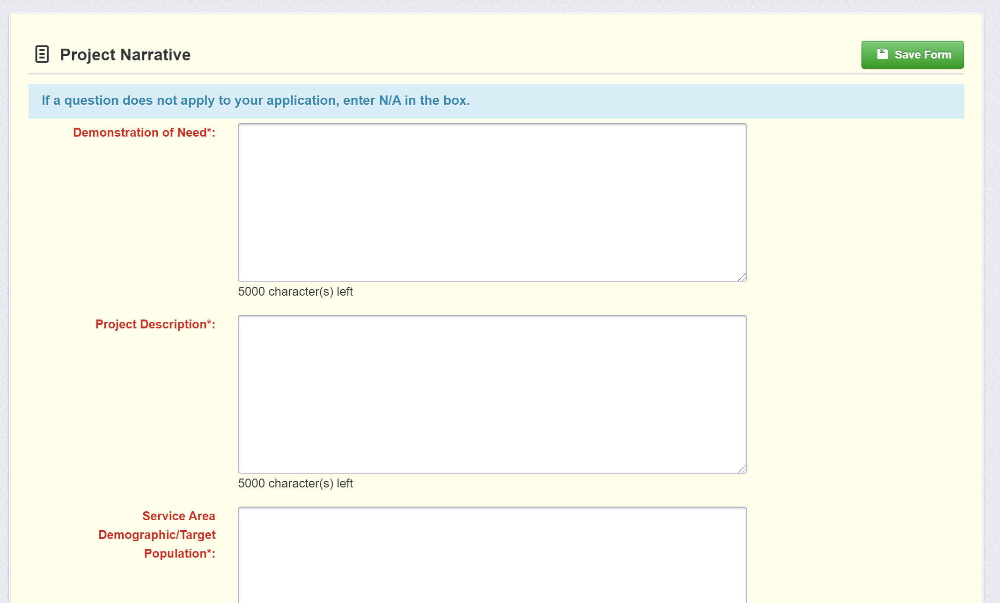 Project Narrative
Save Form
If a question does not apply to your application, enter N/A in the box.
Demonstration of Need*:
5000 character(s) left
Project Description*:
5000 character(s) left
Service Area
Demographic/Target
Population*: